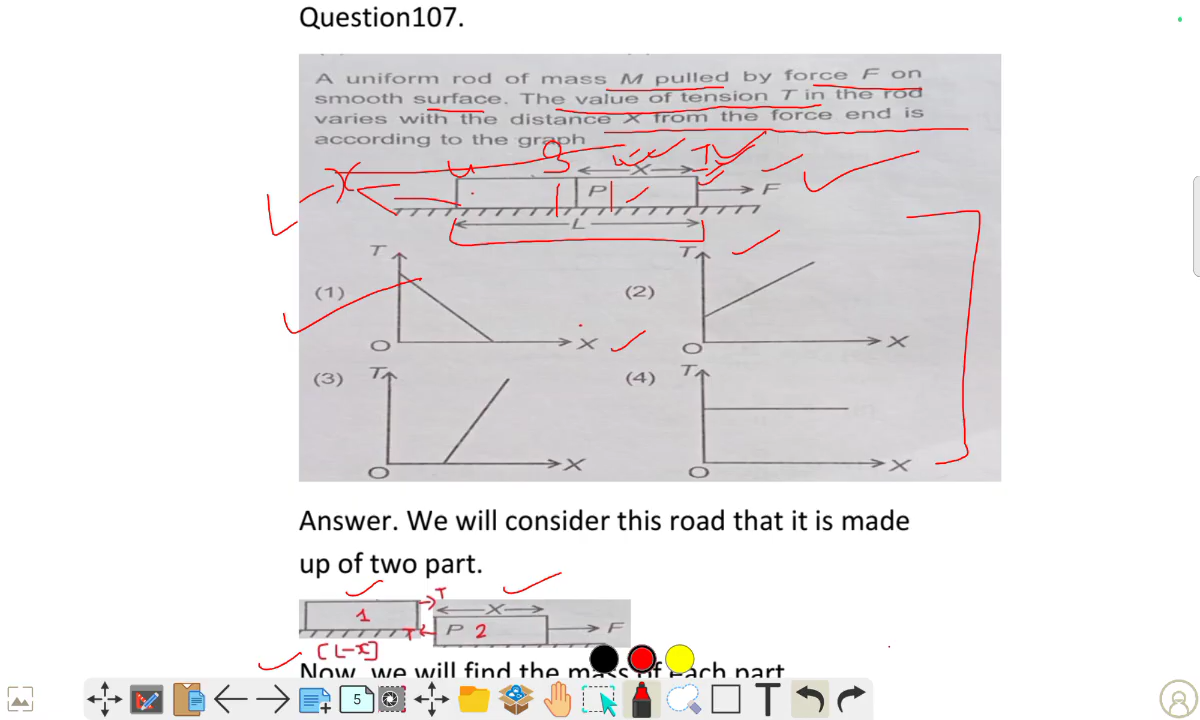 Question107.
A uniform rod of mass M pulled by force F on
smooth surface. The value of tension T in the rod
varies with the distance X from the force end is
according to the graph
X
P
F
L
T
(1)
O
X
T
(2)
O
X
(3)
T
O
X
(4)
T
O
X
Answer. We will consider this road that it is made
up of two part.
1
T
[L-x]
X
T
P
2
F
Now, we will find the mass of each part
5
T